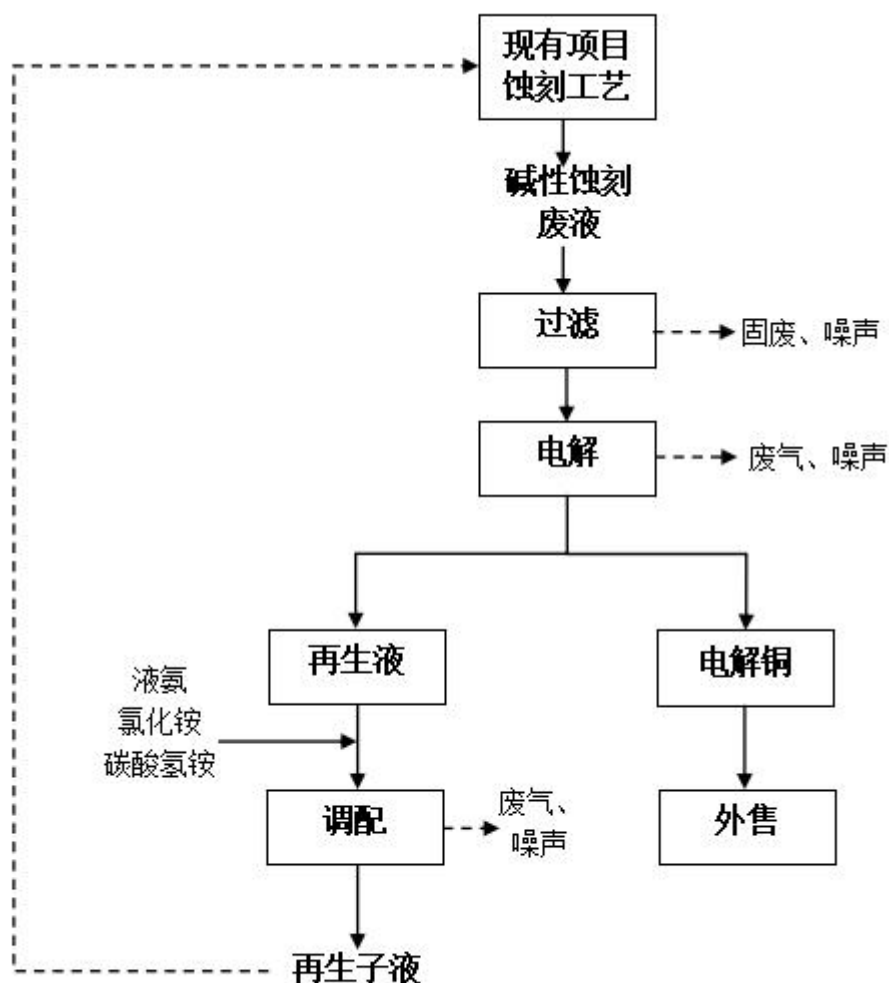 现有项目
蚀刻工艺
碱性蚀刻
废液
过滤
固废、噪声
电解
废气、噪声
再生液
电解铜
液氨
氯化铵
碳酸氢铵
调配
废气、
噪声
外售
再生子液